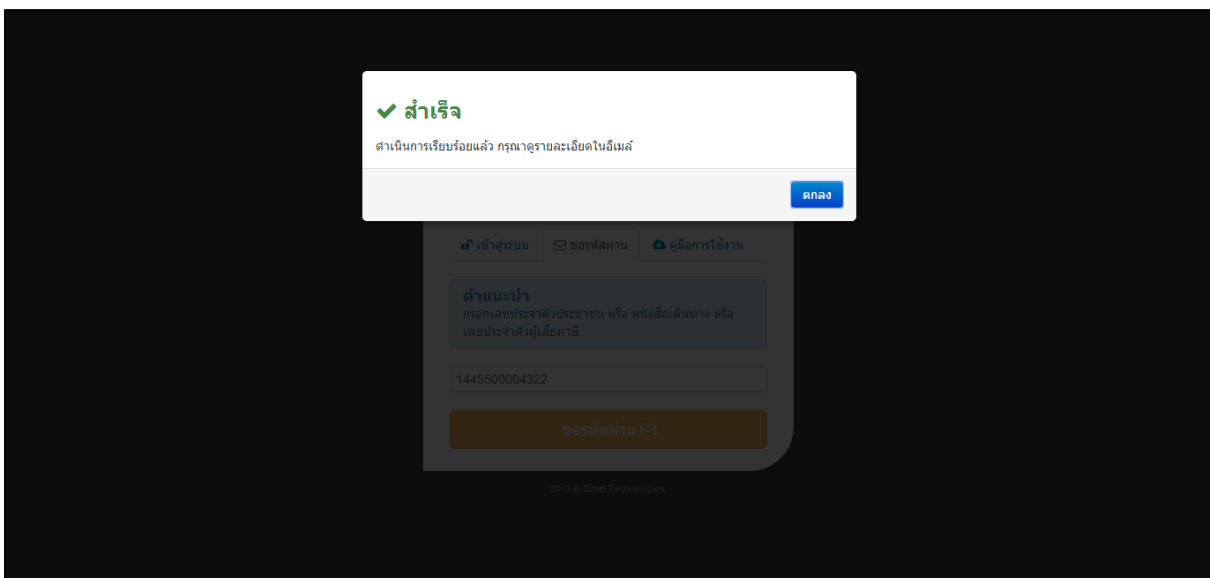 สำเร็จ
ดำเนินการเรียบร้อยแล้ว กรุณาดูรายละเอียดในอีเมล์
ตกลง
เข้าสู่ระบบ ขอรหัสผ่าน คู่มือการใช้งาน
คำแนะนำ
กรอกเลขประจำตัวประชาชน หรือ หนังสือเดินทาง หรือ
เลขประจำตัวผู้เสียภาษี
1445500004322
ขอรหัสผ่าน
2013 © Simat Technologies